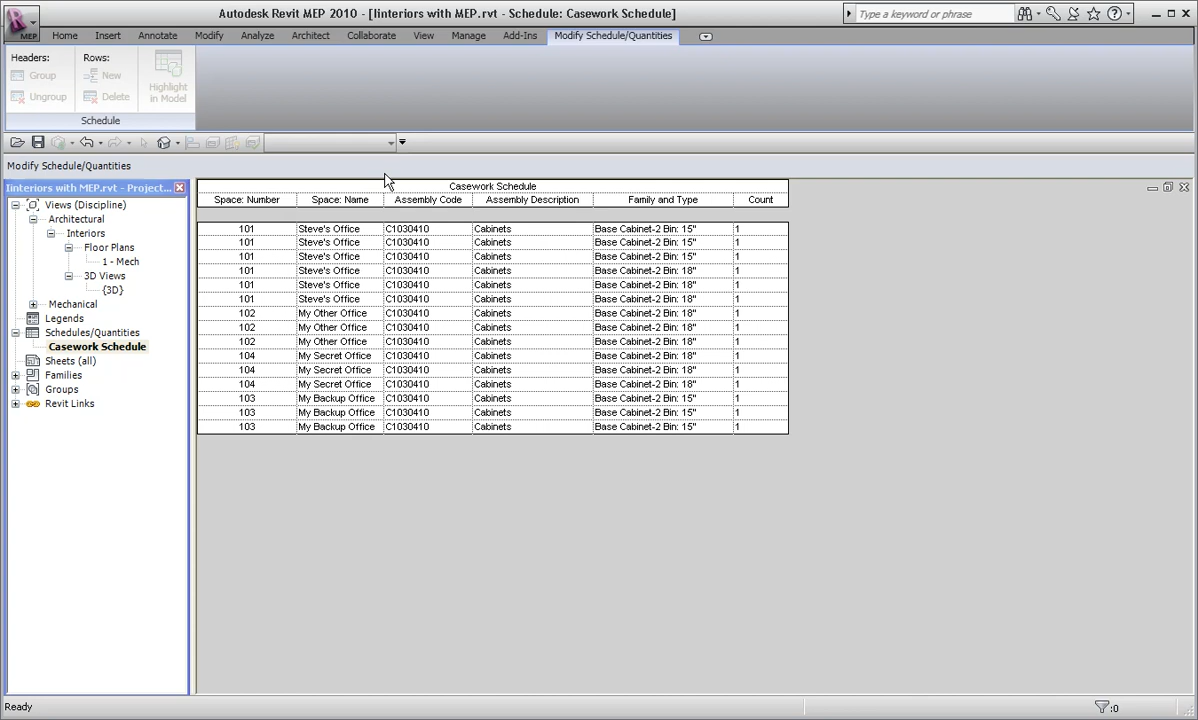 Autodesk Revit MEP 2010 - [Iinteriors with MEP.rvt - Schedule: Casework Schedule]
Type a keyword or phrase
MEP
Home Insert Annotate Modify Analyze Architect Collaborate View Manage Add-Ins Modify Schedule/Quantities
Headers: Rows:
Group New
Ungroup Delete
Highlight
in Model
Schedule
Modify Schedule/Quantities
Iinteriors with MEP.rvt - Project...
Views (Discipline)
Architectural
Interiors
Floor Plans
1 - Mech
3D Views
{3D}
Mechanical
Legends
Schedules/Quantities
Casework Schedule
Sheets (all)
Families
Groups
Revit Links
Casework Schedule
Space: Number Space: Name Assembly Code Assembly Description Family and Type Count
101 Steve's Office C1030410 Cabinets Base Cabinet-2 Bin: 15" 1
101 Steve's Office C1030410 Cabinets Base Cabinet-2 Bin: 15" 1
101 Steve's Office C1030410 Cabinets Base Cabinet-2 Bin: 15" 1
101 Steve's Office C1030410 Cabinets Base Cabinet-2 Bin: 18" 1
101 Steve's Office C1030410 Cabinets Base Cabinet-2 Bin: 18" 1
101 Steve's Office C1030410 Cabinets Base Cabinet-2 Bin: 18" 1
102 My Other Office C1030410 Cabinets Base Cabinet-2 Bin: 18" 1
102 My Other Office C1030410 Cabinets Base Cabinet-2 Bin: 18" 1
102 My Other Office C1030410 Cabinets Base Cabinet-2 Bin: 18" 1
104 My Secret Office C1030410 Cabinets Base Cabinet-2 Bin: 18" 1
104 My Secret Office C1030410 Cabinets Base Cabinet-2 Bin: 18" 1
104 My Secret Office C1030410 Cabinets Base Cabinet-2 Bin: 18" 1
103 My Backup Office C1030410 Cabinets Base Cabinet-2 Bin: 15" 1
103 My Backup Office C1030410 Cabinets Base Cabinet-2 Bin: 15" 1
103 My Backup Office C1030410 Cabinets Base Cabinet-2 Bin: 15" 1
Ready
:0